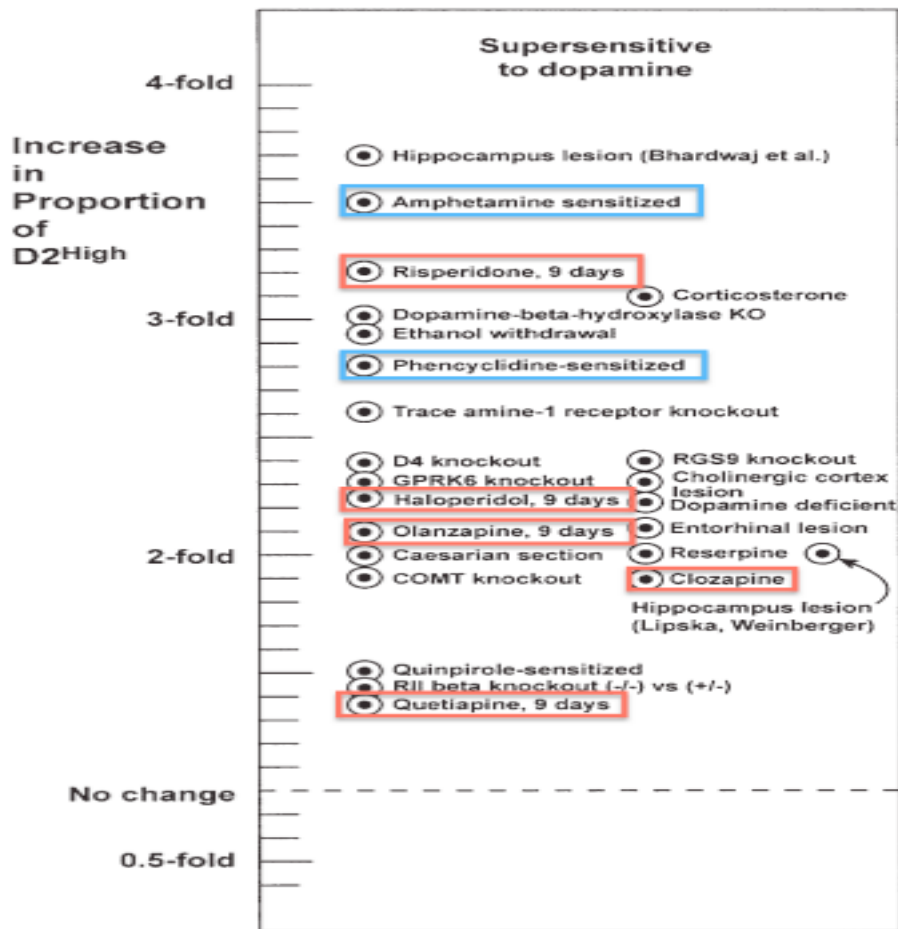 Supersensitive
to dopamine
4-fold
Increase
in
Proportion
of
D2High
Hippocampus lesion (Bhardwaj et al.)
Amphetamine sensitized
Risperidone, 9 days
Corticosterone
3-fold
Dopamine-beta-hydroxylase KO
Ethanol withdrawal
Phencyclidine-sensitized
Trace amine-1 receptor knockout
D4 knockout
RGS9 knockout
GPRK6 knockout
Cholinergic cortex
lesion
Haloperidol, 9 days
Dopamine deficient
Olanzapine, 9 days
Entorhinal lesion
2-fold
Caesarian section
Reserpine
COMT knockout
Clozapine
Hippocampus lesion
(Lipska, Weinberger)
Quinpirole-sensitized
RII beta knockout (-/-) vs (+/-)
Quetiapine, 9 days
No change
0.5-fold